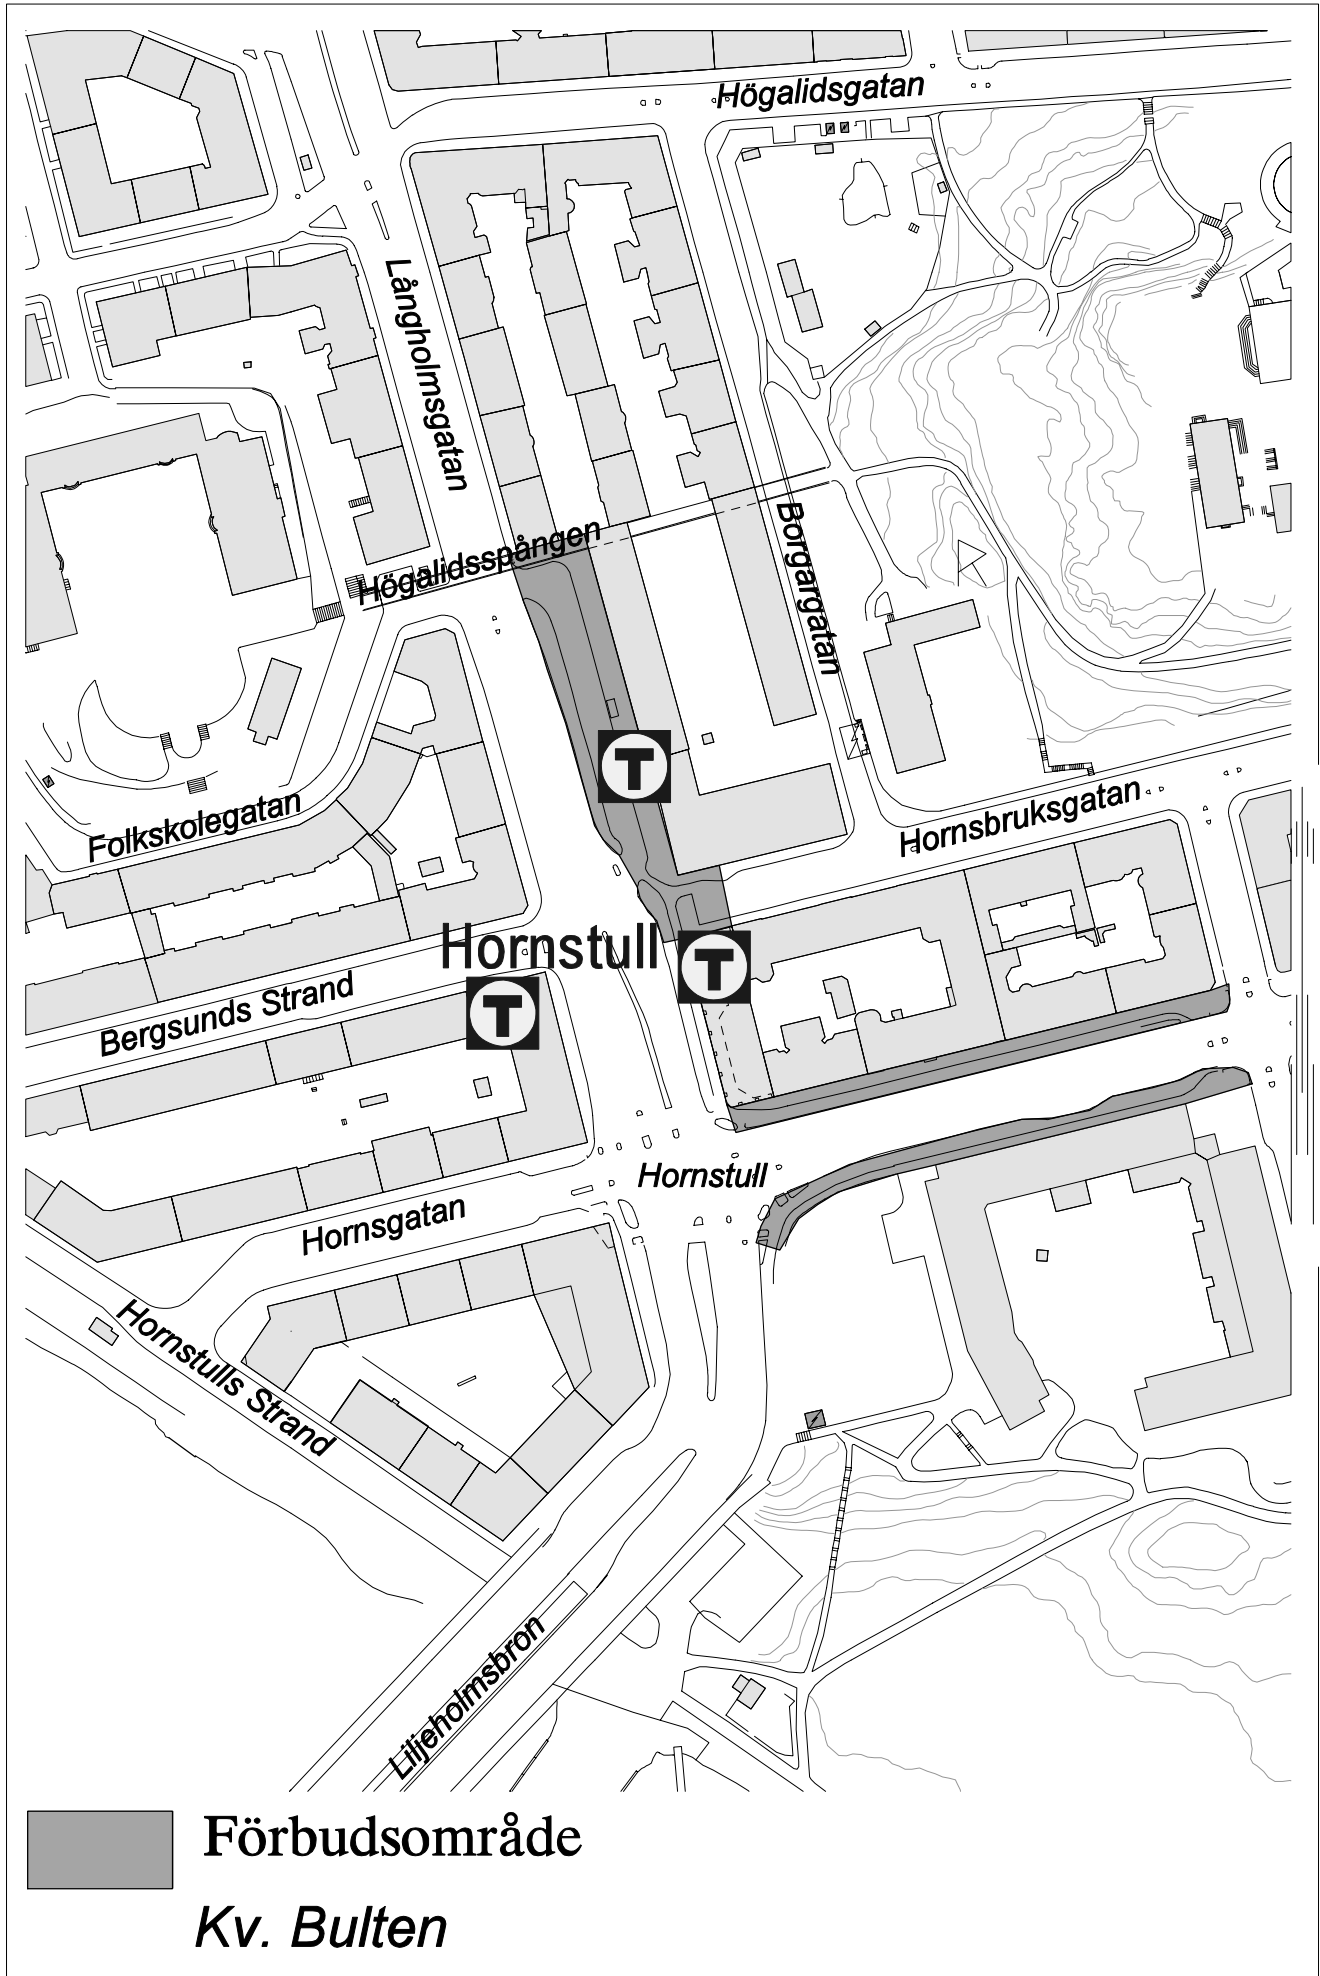 Högalidsgatan
Långholmsgatan
Högalidsspången
Borgargatan
T
Folkskolegatan
Hornsbruksgatan
Hornstull
T
T
Bergsunds Strand
Hornstull
Hornsgatan
Hornstulls Strand
Liljeholmsbron
Förbudsområde
Kv. Bulten